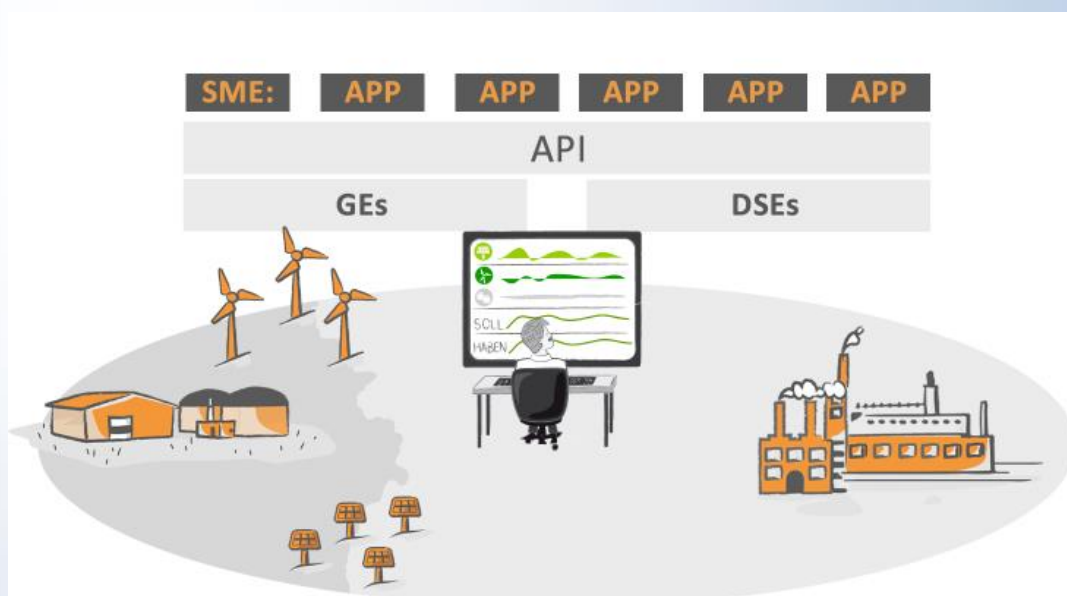 SME: APP APP APP APP APP
API
GEs DSEs
SOLL
HABEN